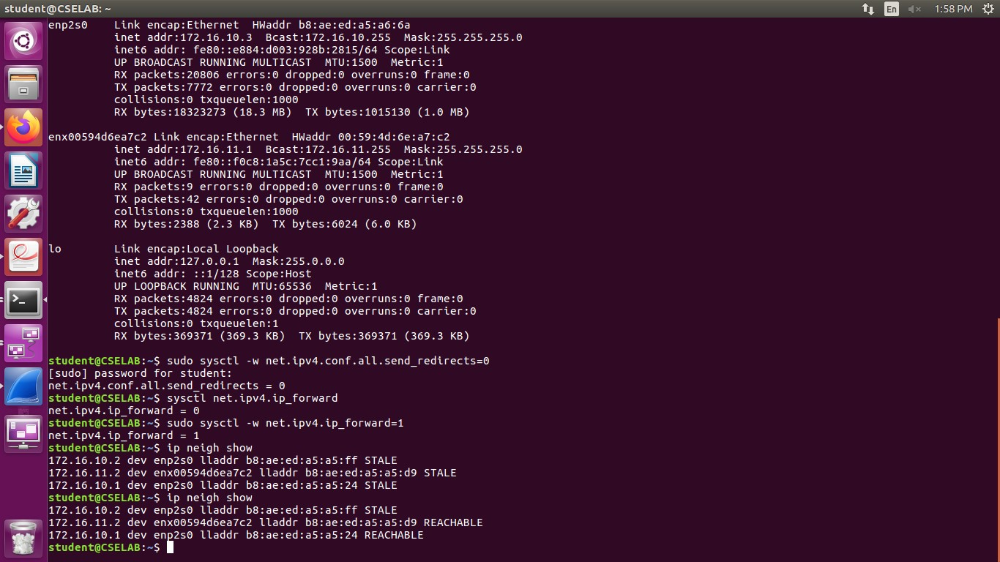 student@CSELAB: ~
En
1:58 PM
enp2s0    Link encap:Ethernet  HWaddr b8:ae:ed:a5:a6:6a
          inet addr:172.16.10.3  Bcast:172.16.10.255  Mask:255.255.255.0
          inet6 addr: fe80::e884:d003:928b:2815/64 Scope:Link
          UP BROADCAST RUNNING MULTICAST  MTU:1500  Metric:1
          RX packets:20806 errors:0 dropped:0 overruns:0 frame:0
          TX packets:7772 errors:0 dropped:0 overruns:0 carrier:0
          collisions:0 txqueuelen:1000
          RX bytes:18323273 (18.3 MB)  TX bytes:1015130 (1.0 MB)

enx00594d6ea7c2 Link encap:Ethernet  HWaddr 00:59:4d:6e:a7:c2
          inet addr:172.16.11.1  Bcast:172.16.11.255  Mask:255.255.255.0
          inet6 addr: fe80::f0c8:1a5c:7cc1:9aa/64 Scope:Link
          UP BROADCAST RUNNING MULTICAST  MTU:1500  Metric:1
          RX packets:9 errors:0 dropped:0 overruns:0 frame:0
          TX packets:42 errors:0 dropped:0 overruns:0 carrier:0
          collisions:0 txqueuelen:1000
          RX bytes:2388 (2.3 KB)  TX bytes:6024 (6.0 KB)

lo        Link encap:Local Loopback
          inet addr:127.0.0.1  Mask:255.0.0.0
          inet6 addr: ::1/128 Scope:Host
          UP LOOPBACK RUNNING  MTU:65536  Metric:1
          RX packets:4824 errors:0 dropped:0 overruns:0 frame:0
          TX packets:4824 errors:0 dropped:0 overruns:0 carrier:0
          collisions:0 txqueuelen:1
          RX bytes:369371 (369.3 KB)  TX bytes:369371 (369.3 KB)

student@CSELAB:~$ sudo sysctl -w net.ipv4.conf.all.send_redirects=0
[sudo] password for student:
net.ipv4.conf.all.send_redirects = 0
student@CSELAB:~$ sysctl net.ipv4.ip_forward
net.ipv4.ip_forward = 0
student@CSELAB:~$ sudo sysctl -w net.ipv4.ip_forward=1
net.ipv4.ip_forward = 1
student@CSELAB:~$ ip neigh show
172.16.10.2 dev enp2s0 lladdr b8:ae:ed:a5:a5:ff STALE
172.16.11.2 dev enx00594d6ea7c2 lladdr b8:ae:ed:a5:a5:d9 STALE
172.16.10.1 dev enp2s0 lladdr b8:ae:ed:a5:a5:24 STALE
student@CSELAB:~$ ip neigh show
172.16.10.2 dev enp2s0 lladdr b8:ae:ed:a5:a5:ff STALE
172.16.11.2 dev enx00594d6ea7c2 lladdr b8:ae:ed:a5:a5:d9 REACHABLE
172.16.10.1 dev enp2s0 lladdr b8:ae:ed:a5:a5:24 REACHABLE
student@CSELAB:~$